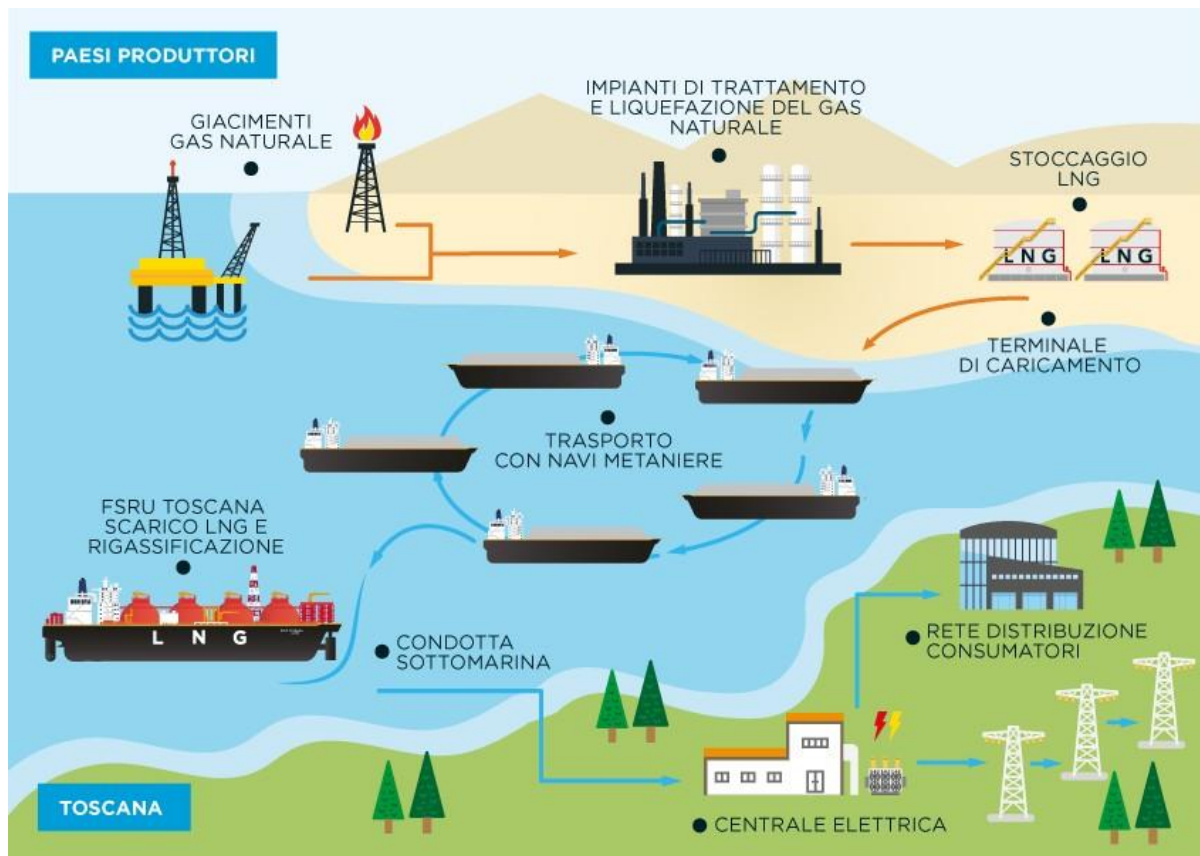 PAESI PRODUTTORI
GIACIMENTI
GAS NATURALE
IMPIANTI DI TRATTAMENTO
E LIQUEFAZIONE DEL GAS
NATURALE
STOCCAGGIO
LNG
LNG
LNG
TERMINALE
DI CARICAMENTO
TRASPORTO
CON NAVI METANIERE
FSRU TOSCANA
SCARICO LNG E
RIGASSIFICAZIONE
L N G
CONDOTTA
SOTTOMARINA
RETE DISTRIBUZIONE
CONSUMATORI
CENTRALE ELETTRICA
TOSCANA